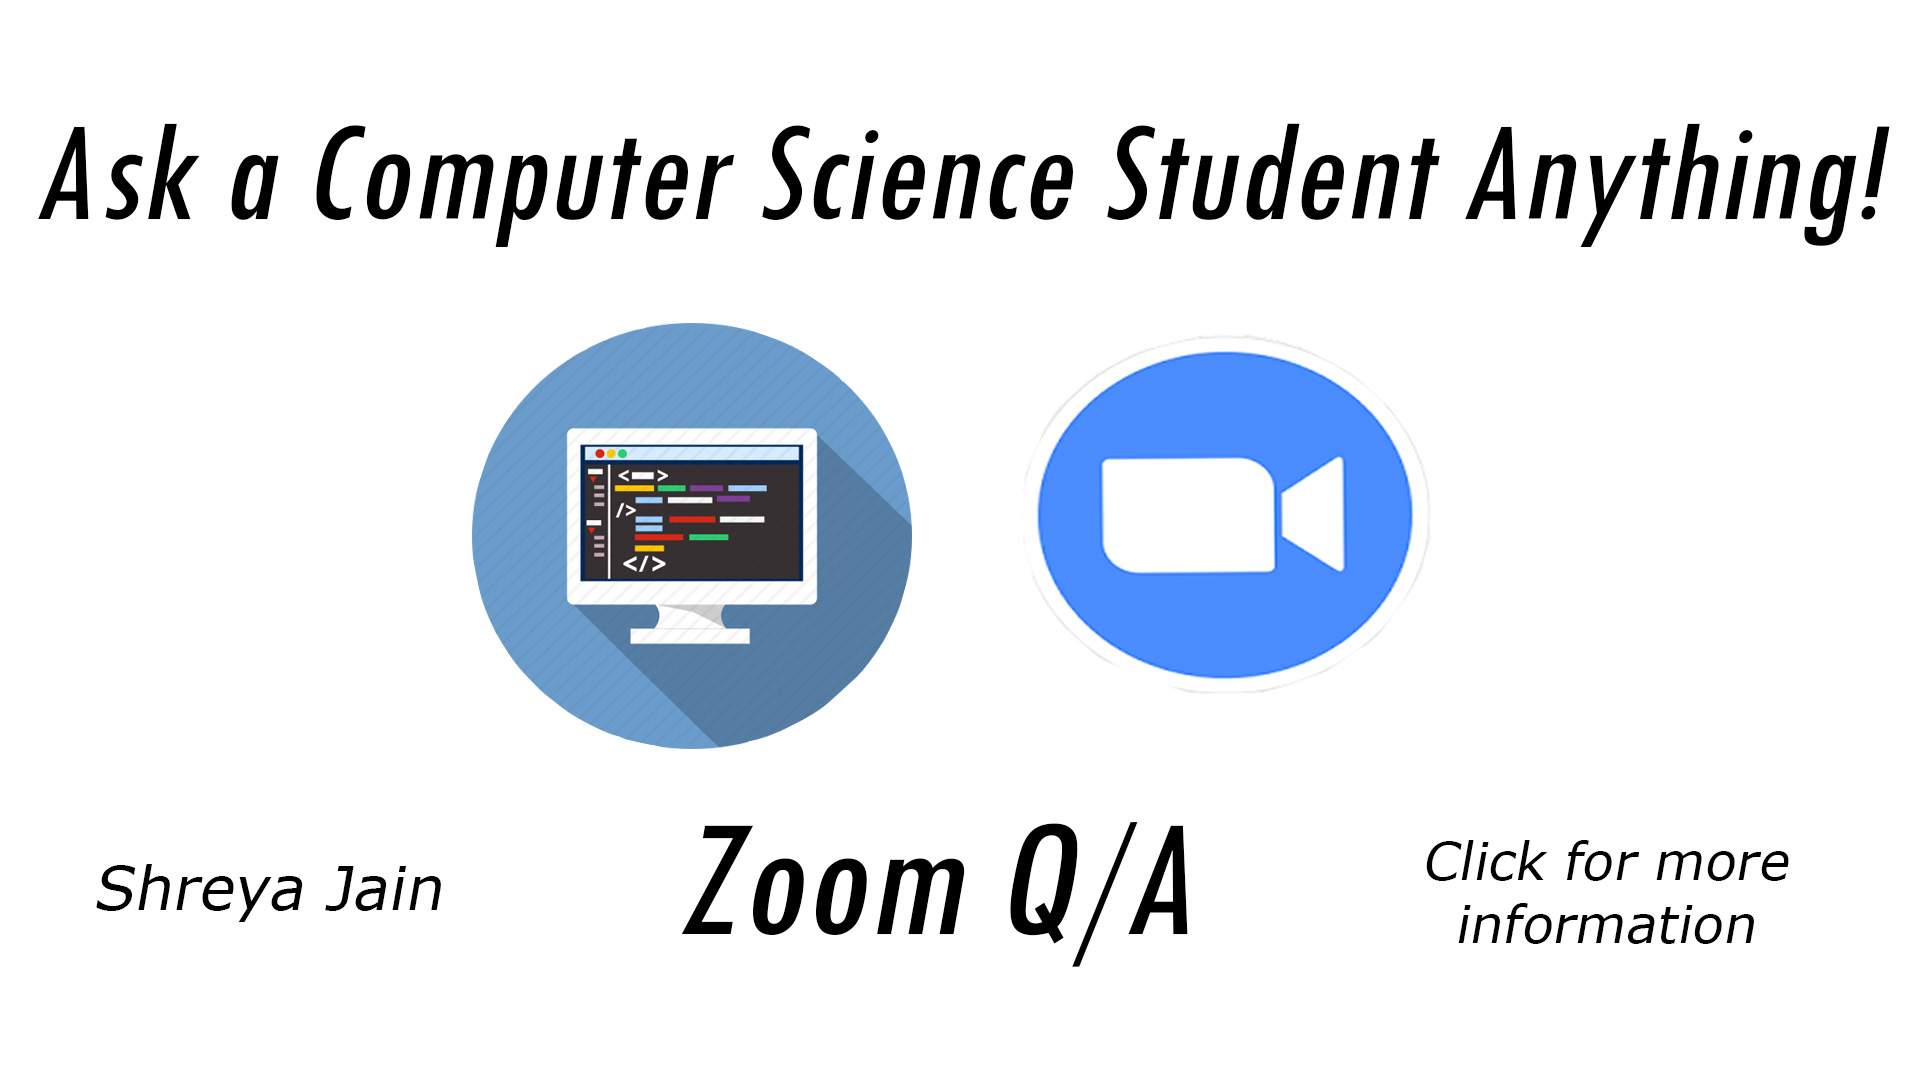 Ask a Computer Science Student Anything!
< >
/>
</>
Shreya Jain
Zoom Q/A
Click for more
information